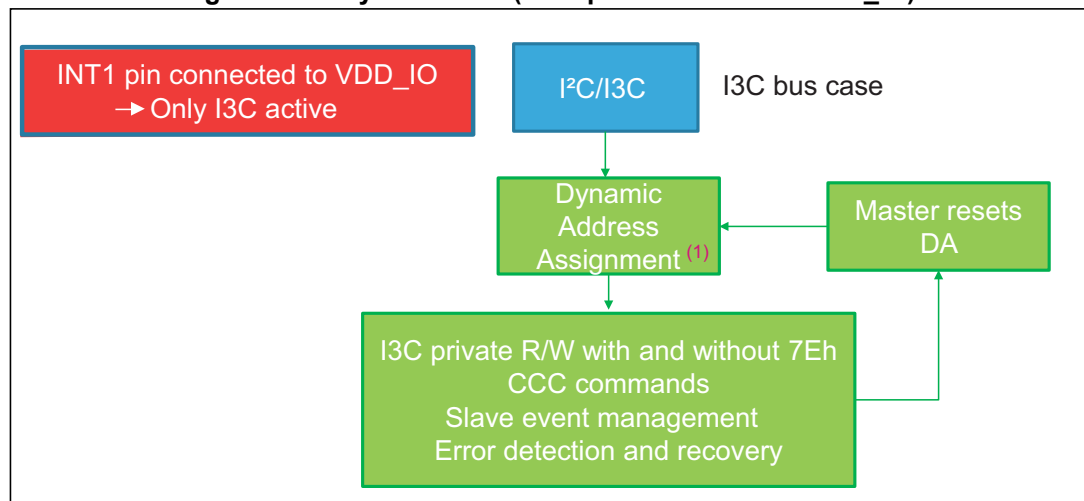 INT1 pin connected to VDD_IO
→ Only I3C active
I²C/I3C
I3C bus case
Dynamic
Address
Assignment (1)
Master resets
DA
I3C private R/W with and without 7Eh
CCC commands
Slave event management
Error detection and recovery